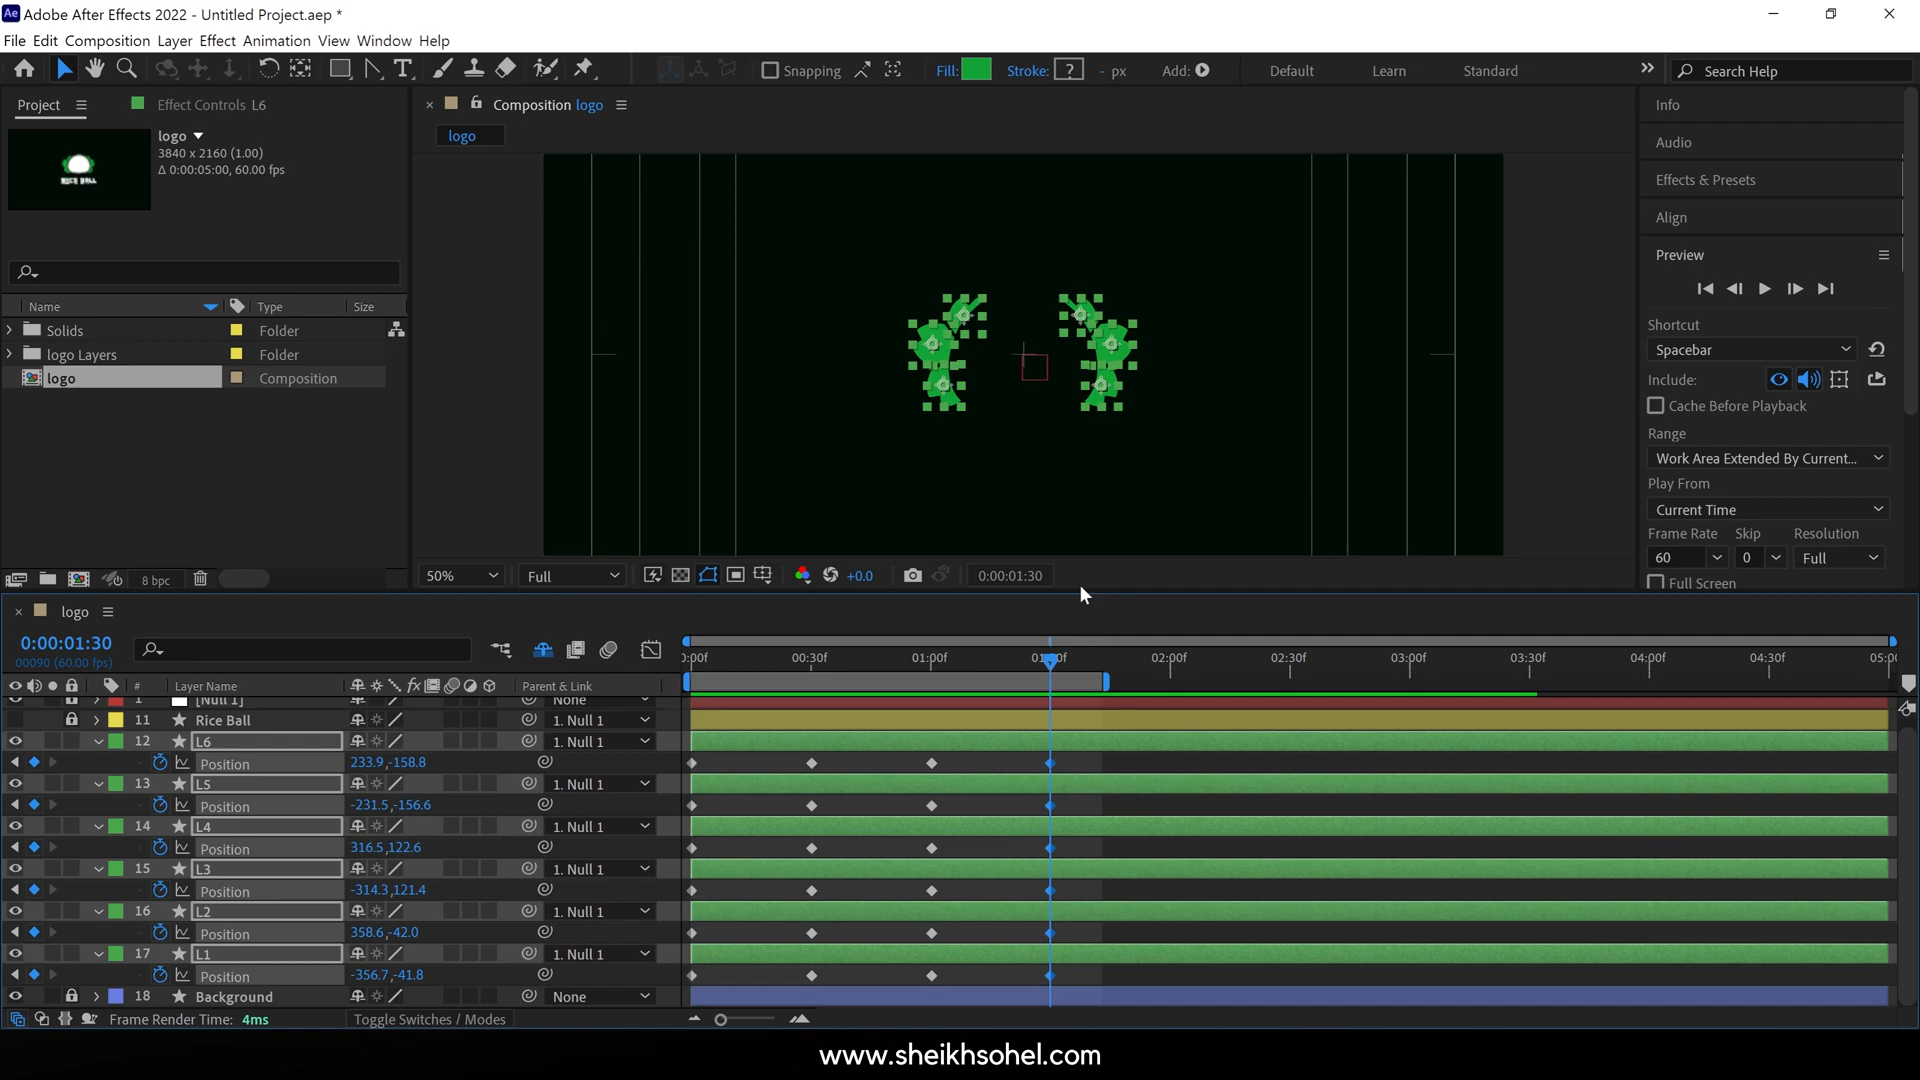 Adobe After Effects 2022 - Untitled Project.aep *
File Edit Composition Layer Effect Animation View Window Help
Snapping
Fill:
Stroke:
?
- px
Add:
Default
Learn
Standard
Search Help
Project
Effect Controls L6
Composition logo
logo
logo
3840 x 2160 (1.00)
Δ 0:00:05:00, 60.00 fps
Name
Type
Size
Solids
Folder
logo Layers
Folder
logo
Composition
8 bpc
50%
Full
+0.0
0:00:01:30
Info
Audio
Effects & Presets
Align
Preview
Shortcut
Spacebar
Include:
Cache Before Playback
Range
Work Area Extended By Current...
Play From
Current Time
Frame Rate
Skip
Resolution
60
0
Full
Full Screen
logo
0:00:01:30
00090 (60.00 fps)
00:30f
01:00f
02:00f
02:30f
03:00f
03:30f
04:00f
04:30f
#
Layer Name
fx
Parent & Link
1
[Null 1]
None
11
Rice Ball
1. Null 1
12
L6
1. Null 1
Position
233.9,-158.8
13
L5
1. Null 1
Position
-231.5,-156.6
14
L4
1. Null 1
Position
316.5,122.6
15
L3
1. Null 1
Position
-314.3,121.4
16
L2
1. Null 1
Position
358.6,-42.0
17
L1
1. Null 1
Position
-356.7,-41.8
18
Background
None
Frame Render Time: 4ms
Toggle Switches / Modes
www.sheikhsohel.com